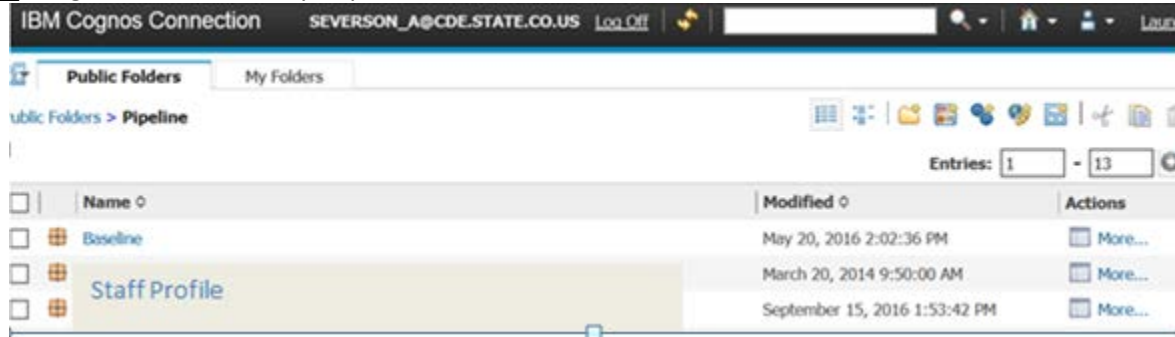 IBM Cognos Connection SEVERSON_A@CDE.STATE.CO.US Log Off
Public Folders My Folders
Folders > Pipeline
Entries: 1 - 13
Name Modified Actions
Baseline May 20, 2016 2:02:36 PM More...
Staff Profile March 20, 2014 9:50:00 AM More...
September 15, 2016 1:53:42 PM More...